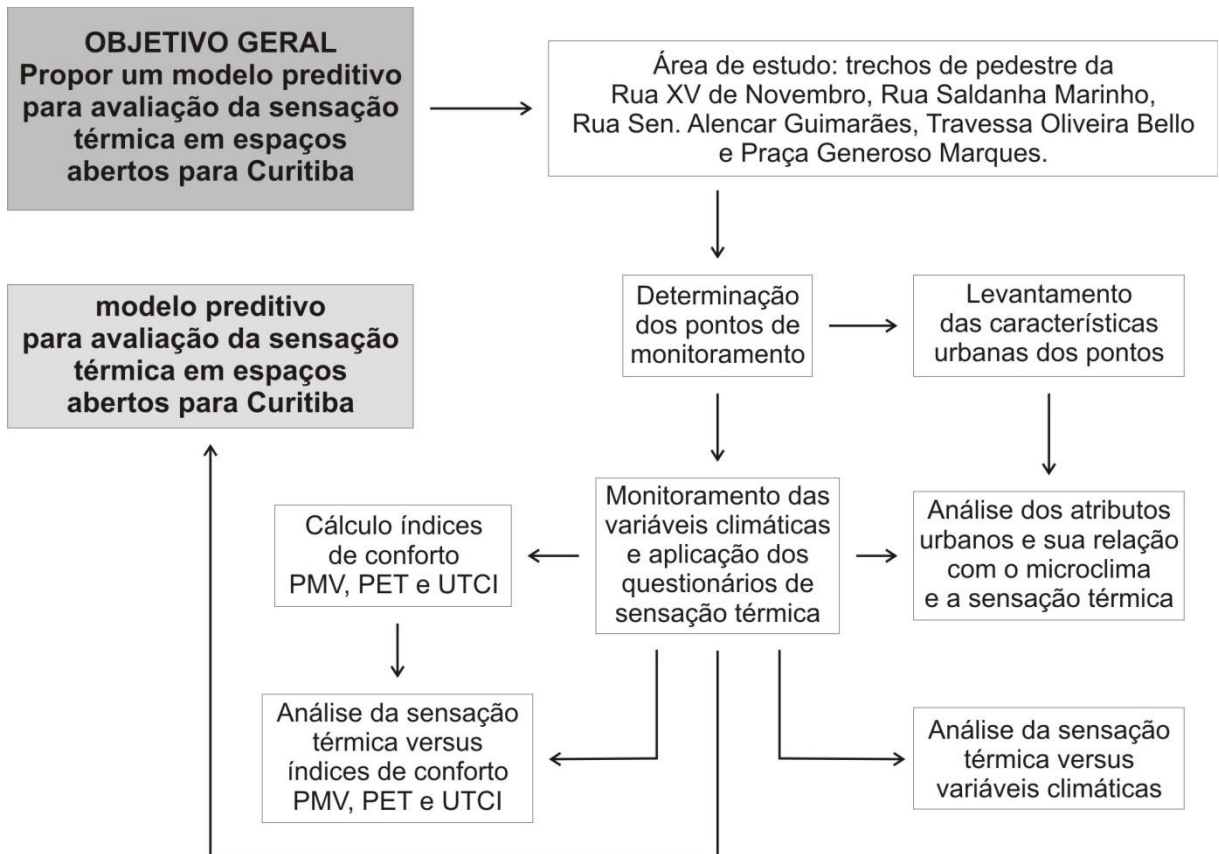 OBJETIVO GERAL
Propor um modelo preditivo
para avaliação da sensação
térmica em espaços
abertos para Curitiba
Área de estudo: trechos de pedestre da
Rua XV de Novembro, Rua Saldanha Marinho,
Rua Sen. Alencar Guimarães, Travessa Oliveira Bello
e Praça Generoso Marques.
modelo preditivo
para avaliação da sensação
térmica em espaços
abertos para Curitiba
Determinação
dos pontos de
monitoramento
Levantamento
das características
urbanas dos pontos
Cálculo índices
de conforto
PMV, PET e UTCI
Monitoramento das
variáveis climáticas
e aplicação dos
questionários de
sensação térmica
Análise dos atributos
urbanos e sua relação
com o microclima
e a sensação térmica
Análise da sensação
térmica versus
índices de conforto
PMV, PET e UTCI
Análise da sensação
térmica versus
variáveis climáticas